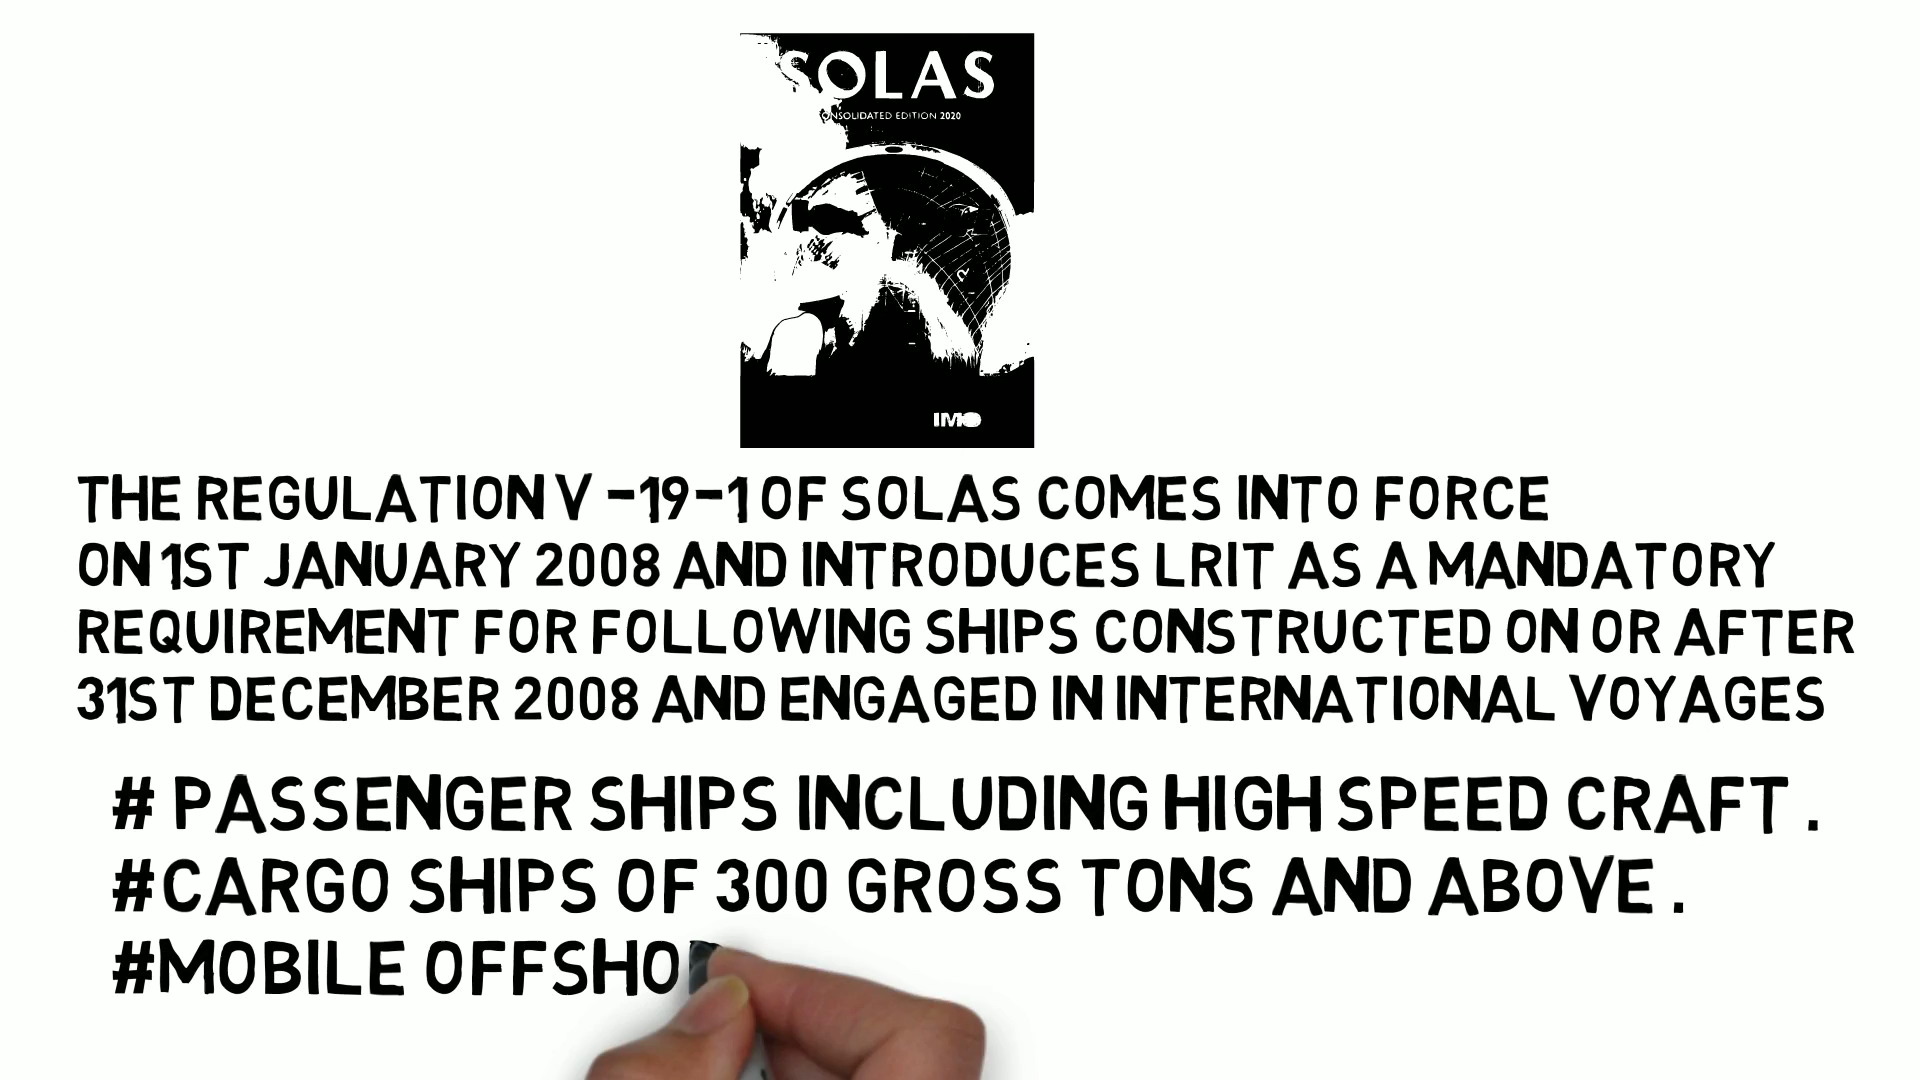 SOLAS
CONSOLIDATED EDITION 2020
IMO
THE REGULATION V -19-1 OF SOLAS COMES INTO FORCE
ON 1ST JANUARY 2008 AND INTRODUCES LRIT AS A MANDATORY
REQUIREMENT FOR FOLLOWING SHIPS CONSTRUCTED ON OR AFTER
31ST DECEMBER 2008 AND ENGAGED IN INTERNATIONAL VOYAGES
# PASSENGER SHIPS INCLUDING HIGH SPEED CRAFT .
#CARGO SHIPS OF 300 GROSS TONS AND ABOVE .
#MOBILE OFFSHO